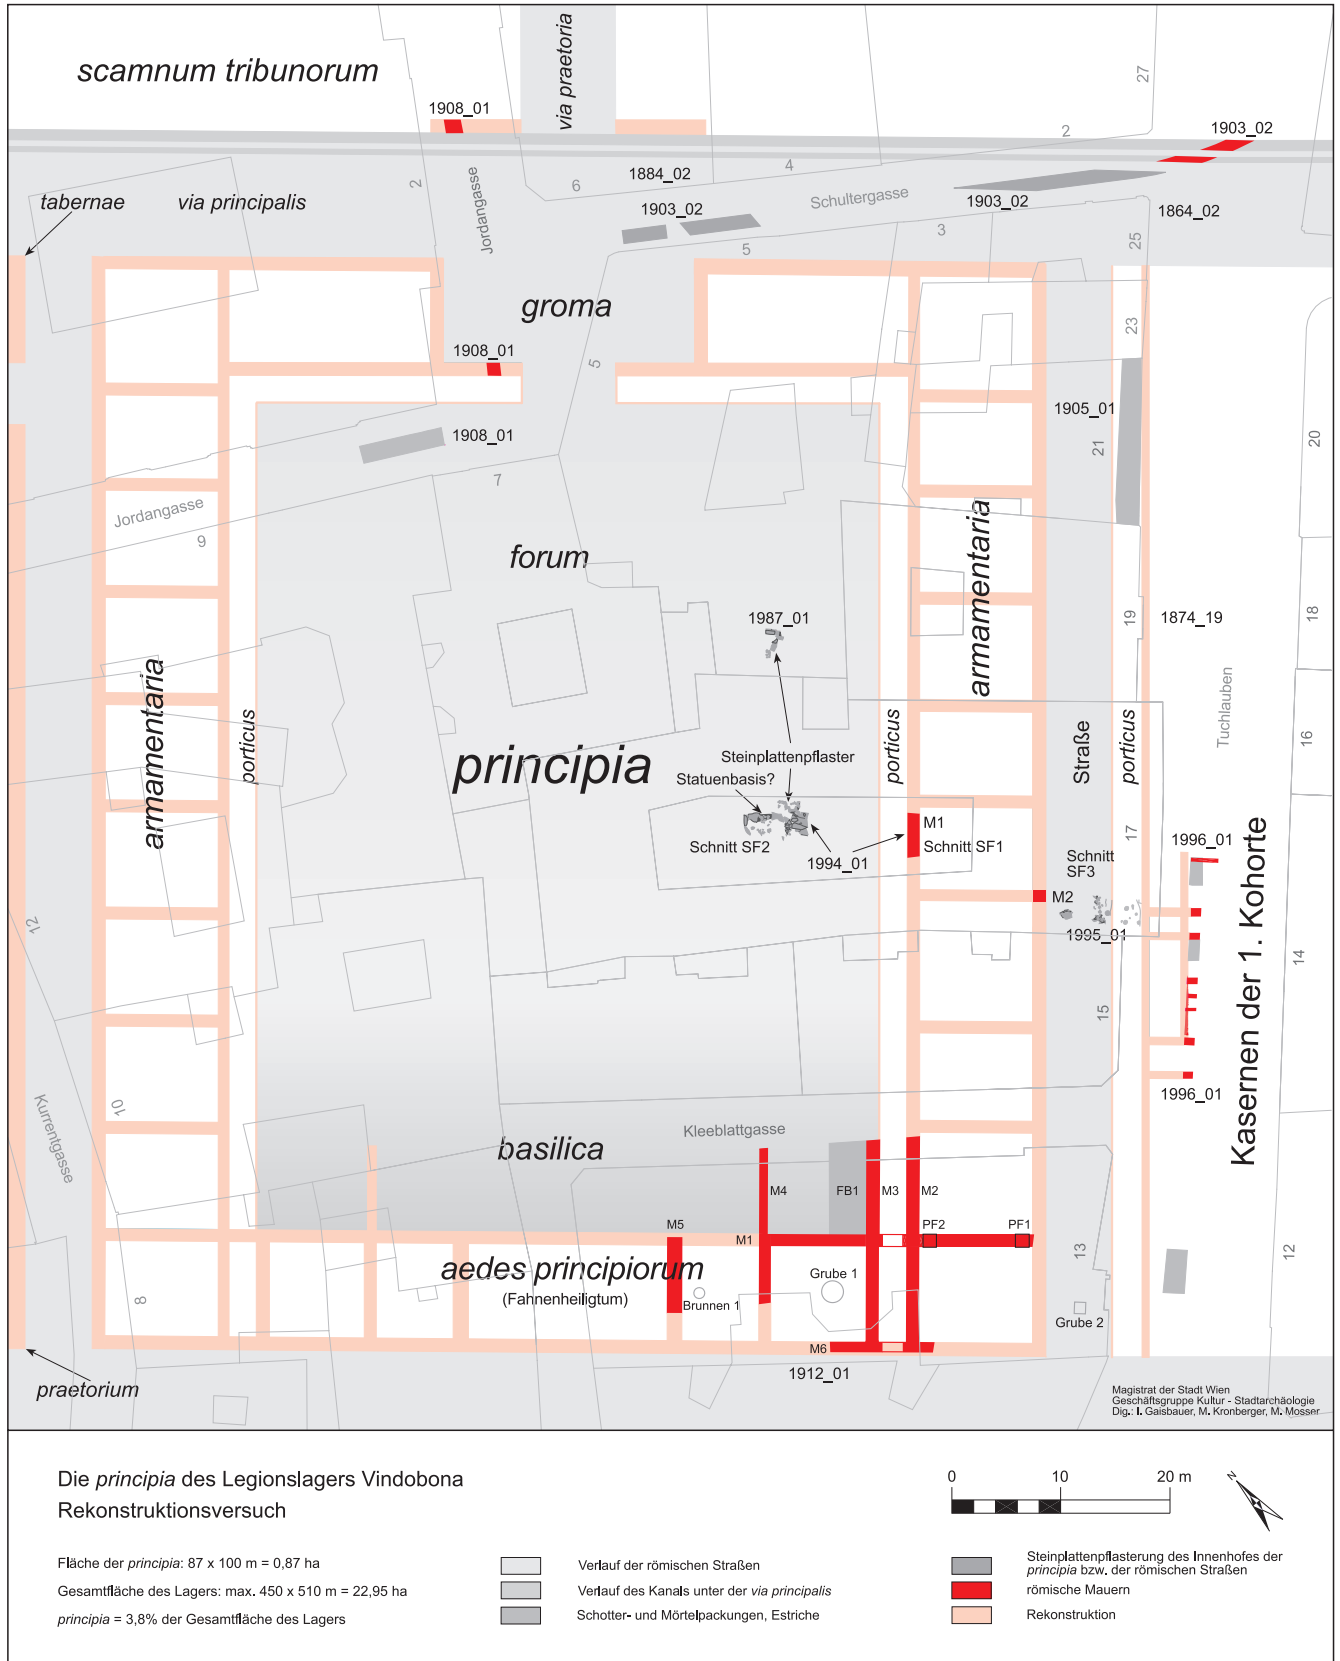 scamnum tribunorum
via praetoria
27
1908_01
2
1903_02
2
4
1884_02
6
Jordangasse
tabernae
via principalis
Schultergasse
1903_02
1903_02
1864_02
3
5
25
groma
23
1908_01
5
1905_01
1908_01
21
20
7
Jordangasse
9
armamentaria
forum
1987_01
19
1874_19
18
armamentaria
porticus
principia
porticus
Straße
porticus
Tuchlauben
16
Steinplattenpflaster
Statuenbasis?
M1
Schnitt SF2
1994_01
Schnitt SF1
17
1996_01
Schnitt
SF3
M2
1995_01
12
14
Kasernen der 1. Kohorte
15
1996_01
10
Kurrentgasse
basilica
Kleeblattgasse
M4
FB1
M3
M2
M5
M1
PF2
PF1
13
12
aedes principiorum
(Fahnenheiligtum)
Grube 1
Brunnen 1
8
Grube 2
M6
1912_01
praetorium
Magistrat der Stadt Wien
Geschäftsgruppe Kultur - Stadtarchäologie
Dig.: I. Gaisbauer, M. Kronberger, M. Mosser
Die principia des Legionslagers Vindobona
Rekonstruktionsversuch
0 10 20 m
N
Fläche der principia: 87 x 100 m = 0,87 ha
Gesamtfläche des Lagers: max. 450 x 510 m = 22,95 ha
principia = 3,8% der Gesamtfläche des Lagers
Verlauf der römischen Straßen
Verlauf des Kanals unter der via principalis
Schotter- und Mörtelpackungen, Estriche
Steinplattenpflasterung des Innenhofes der
principia bzw. der römischen Straßen
römische Mauern
Rekonstruktion